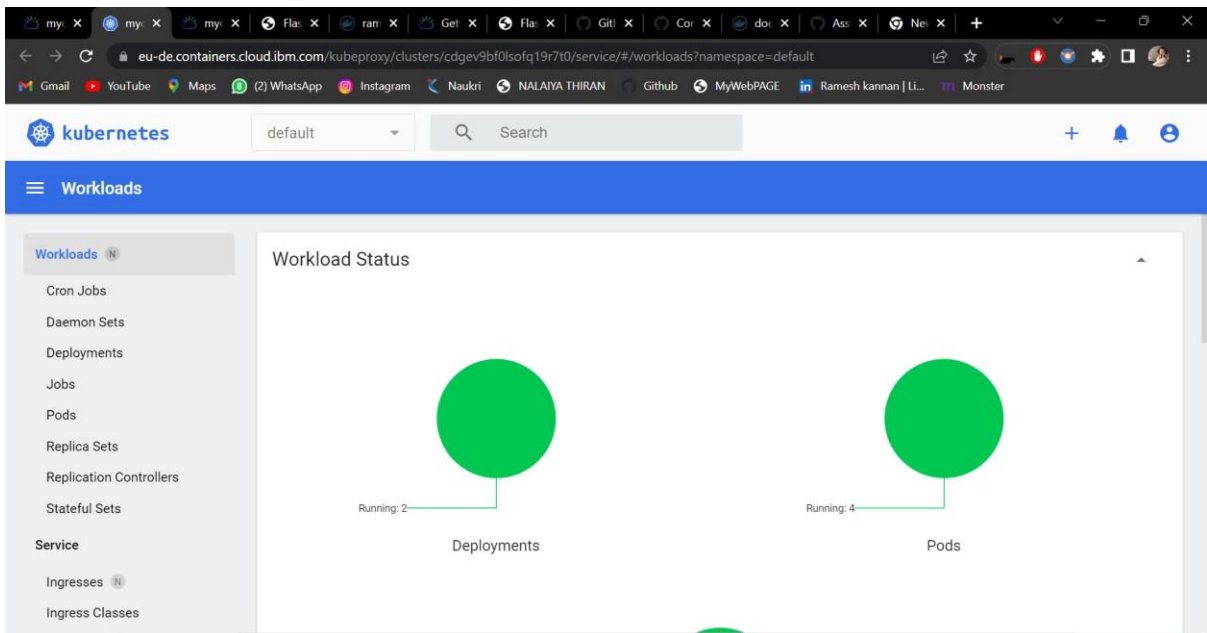 myc myc myc Flas ram Get Flas Gitl Cor doc Ass Nev
eu-de.containers.cloud.ibm.com/kubeproxy/clusters/cdgev9bf0lsofq19r7t0/service/#/workloads?namespace=default
Gmail YouTube Maps (2) WhatsApp Instagram Naukri NALAIYA THIRAN Github MyWebPAGE Ramesh kannan | Li... Monster
kubernetes default Search
Workloads
Workloads N
Cron Jobs
Daemon Sets
Deployments
Jobs
Pods
Replica Sets
Replication Controllers
Stateful Sets
Service
Ingresses N
Ingress Classes
Workload Status
Running: 2
Deployments
Running: 4
Pods